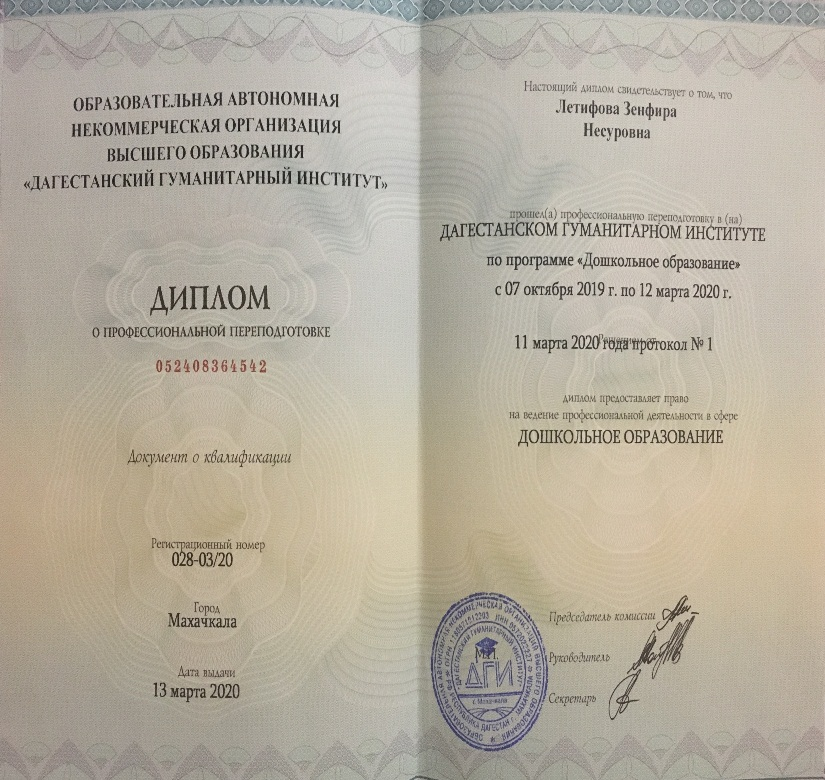 ОБРАЗОВАТЕЛЬНАЯ АВТОНОМНАЯ
НЕКОММЕРЧЕСКАЯ ОРГАНИЗАЦИЯ
ВЫСШЕГО ОБРАЗОВАНИЯ
«ДАГЕСТАНСКИЙ ГУМАНИТАРНЫЙ ИНСТИТУТ»
ДИПЛОМ
О ПРОФЕССИОНАЛЬНОЙ ПЕРЕПОДГОТОВКЕ
052408364542
Документ о квалификации
Регистрационный номер
028-03/20
Город
Махачкала
Дата выдачи
13 марта 2020
Настоящий диплом свидетельствует о том, что
Летифова Зенфира
Несуровна
прошел(а) профессиональную переподготовку в (на)
ДАГЕСТАНСКОМ ГУМАНИТАРНОМ ИНСТИТУТЕ
по программе «Дошкольное образование»
с 07 октября 2019 г. по 12 марта 2020 г.
11 марта 2020 года протокол № 1
диплом предоставляет право
на ведение профессиональной деятельности в сфере
ДОШКОЛЬНОЕ ОБРАЗОВАНИЕ
Председатель комиссии
Руководитель
Секретарь
М.П.
ДГИ
г. Махачкала
ДАГЕСТАНСКИЙ ГУМАНИТАРНЫЙ ИНСТИТУТ